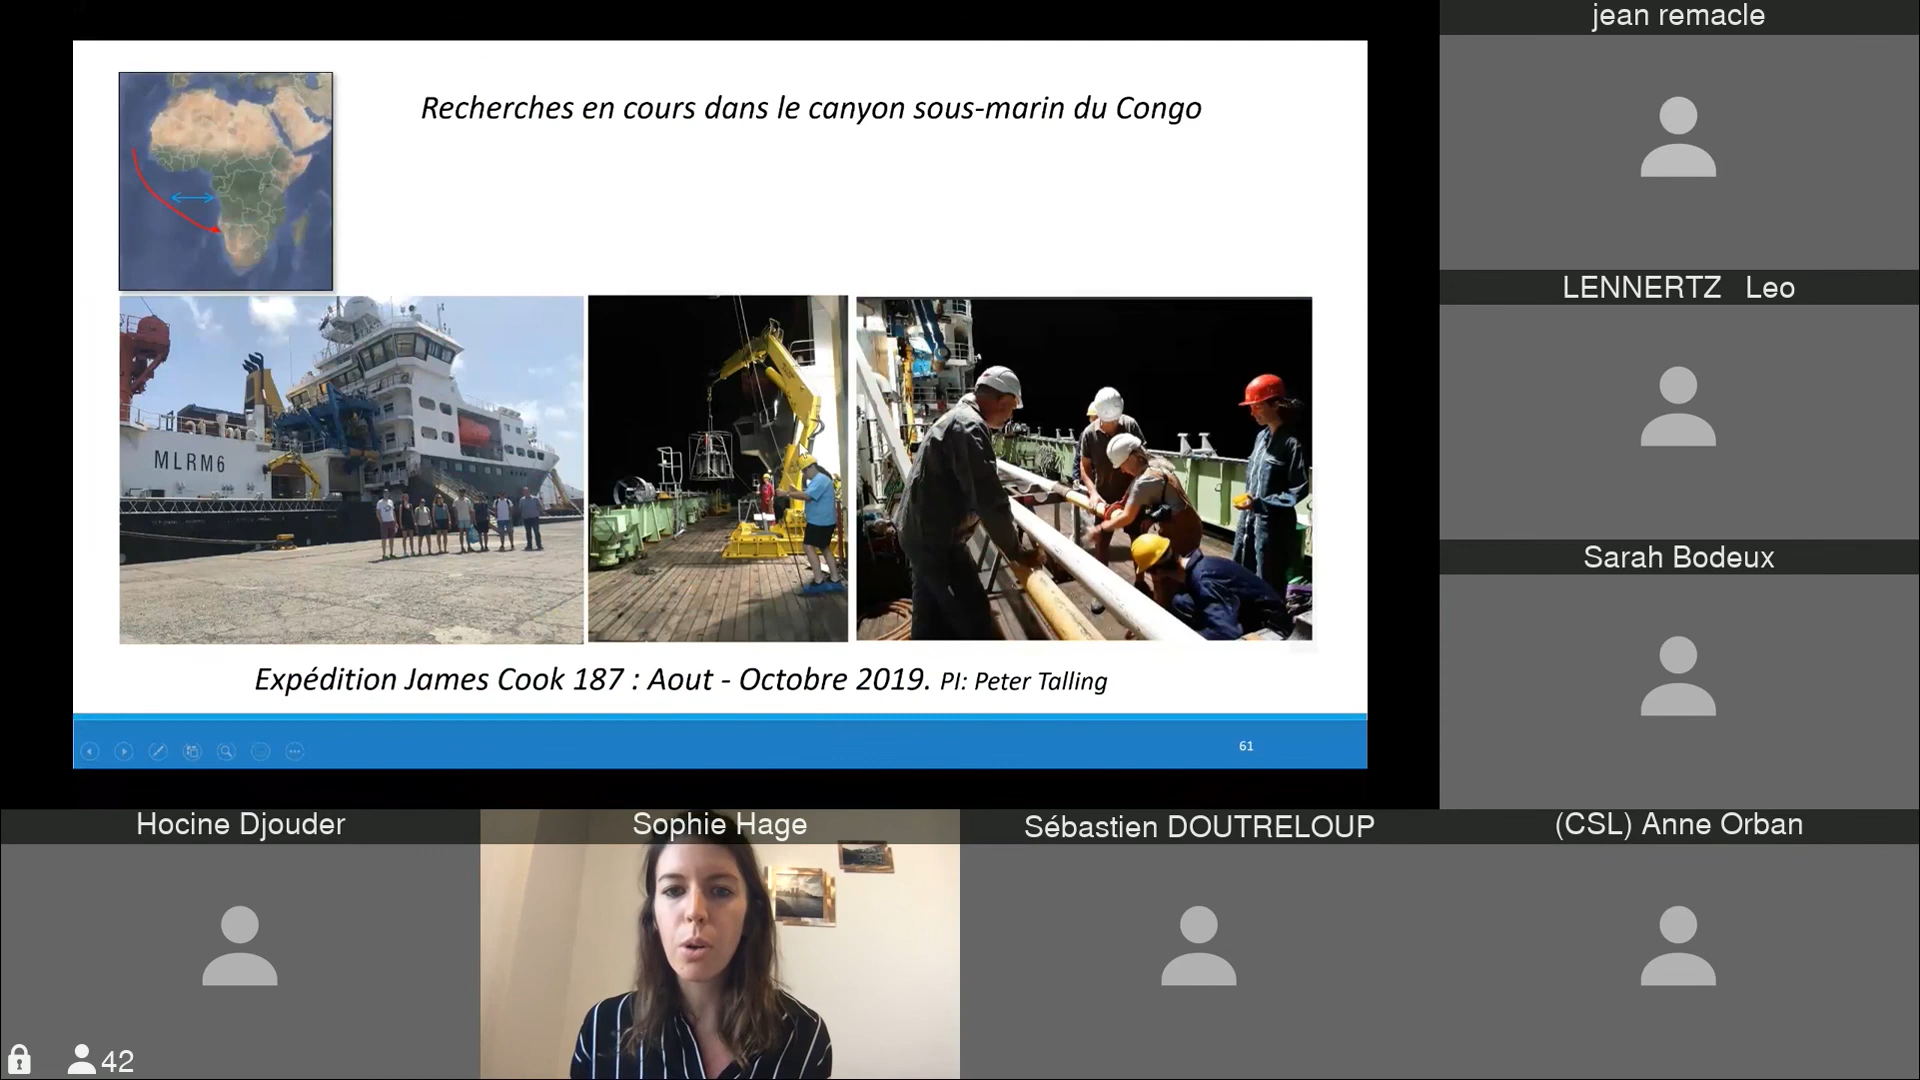 jean remacle
Recherches en cours dans le canyon sous-marin du Congo
LENNERTZ Leo
MLRM6
Sarah Bodeux
Expédition James Cook 187 : Aout - Octobre 2019. PI: Peter Talling
61
Hocine Djouder
Sophie Hage
Sébastien DOUTRELOUP
(CSL) Anne Orban
42